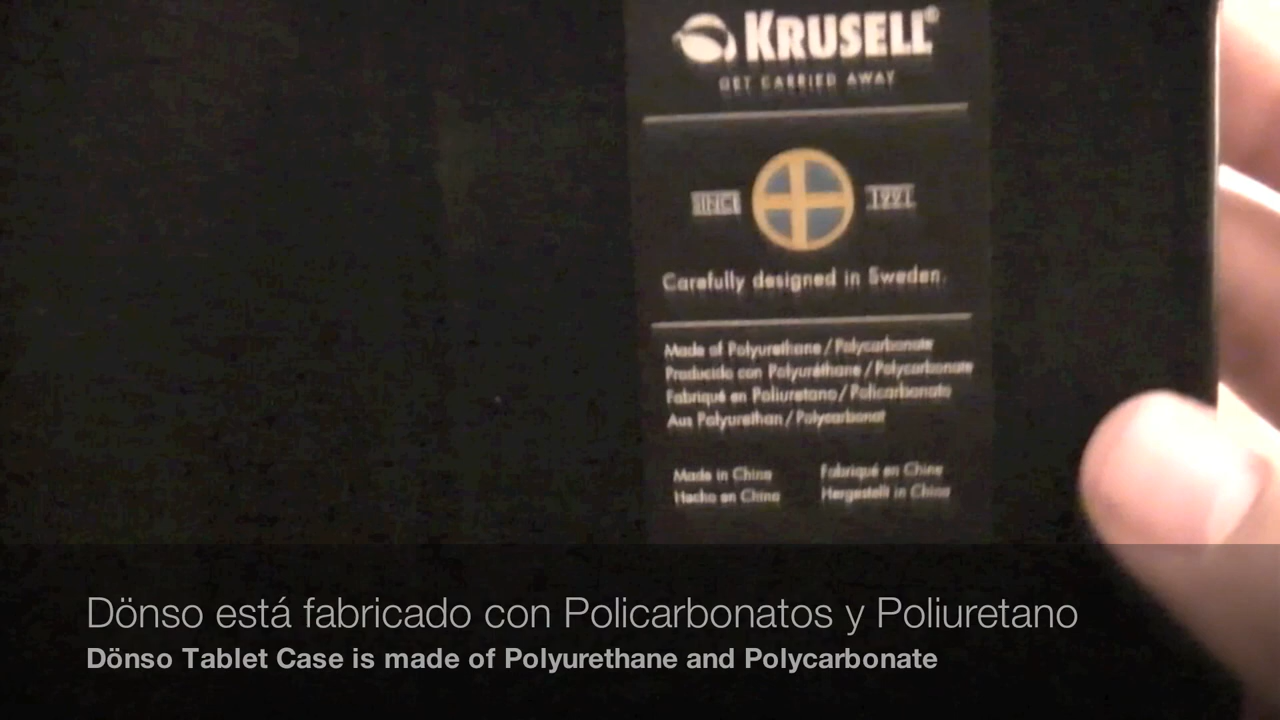 KRUSELL®
GET CARRIED AWAY
SINCE 1991
Carefully designed in Sweden.
Made of Polyurethane / Polycarbonate
Producido con Polyuréthane / Polycarbonate
Fabriqué en Poliuretano / Policarbonato
Aus Polyurethan / Polycarbonat
Made in China Fabriqué en Chine
Hecho en China Hergestellt in China
Dönso está fabricado con Policarbonatos y Poliuretano
Dönso Tablet Case is made of Polyurethane and Polycarbonate